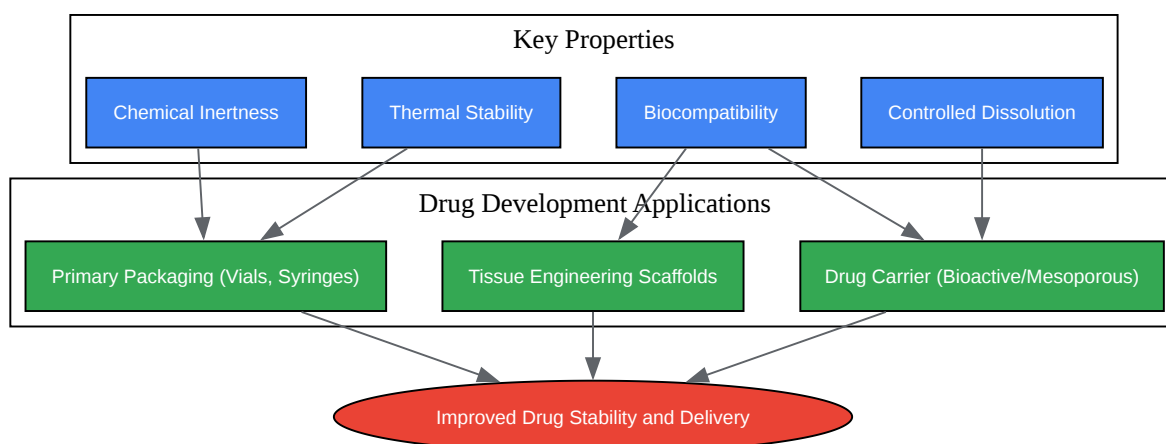 Key Properties
Chemical Inertness
Thermal Stability
Biocompatibility
Controlled Dissolution
Drug Development Applications
Primary Packaging (Vials, Syringes)
Tissue Engineering Scaffolds
Drug Carrier (Bioactive/Mesoporous)
Improved Drug Stability and Delivery